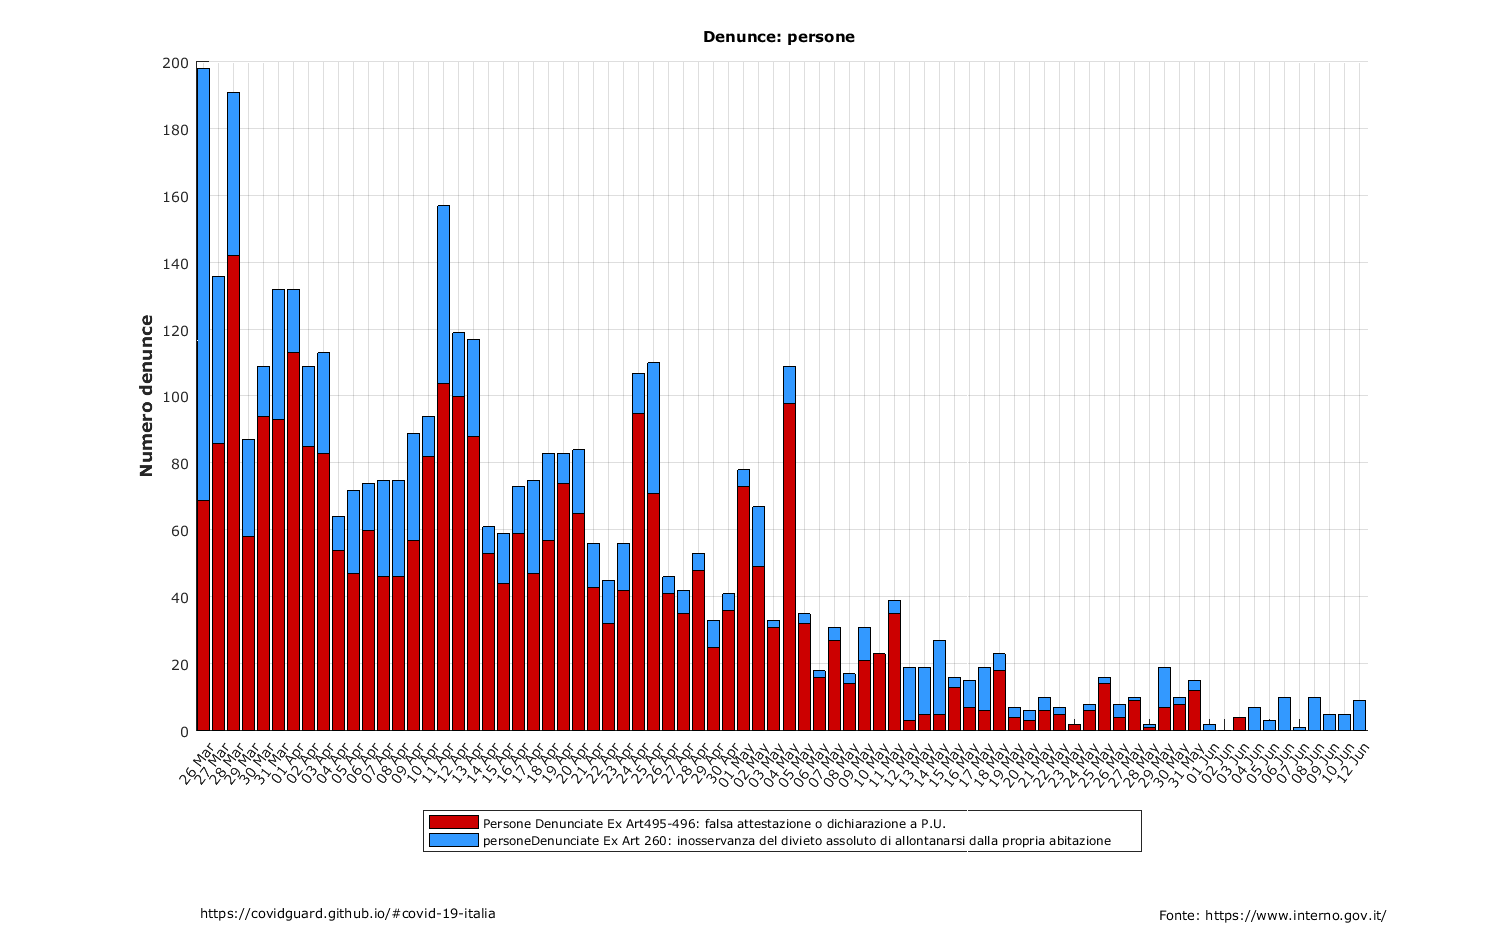 Denunce: persone
Numero denunce
200
180
160
140
120
100
80
60
40
20
0
26 Mar
27 Mar
28 Mar
29 Mar
30 Mar
31 Mar
01 Apr
02 Apr
03 Apr
04 Apr
05 Apr
06 Apr
07 Apr
08 Apr
09 Apr
10 Apr
11 Apr
12 Apr
13 Apr
14 Apr
15 Apr
16 Apr
17 Apr
18 Apr
19 Apr
20 Apr
21 Apr
22 Apr
23 Apr
24 Apr
25 Apr
26 Apr
27 Apr
28 Apr
29 Apr
30 Apr
01 May
02 May
03 May
04 May
05 May
06 May
07 May
08 May
09 May
10 May
11 May
12 May
13 May
14 May
15 May
16 May
17 May
18 May
19 May
20 May
21 May
22 May
23 May
24 May
25 May
26 May
27 May
28 May
29 May
30 May
31 May
01 Jun
02 Jun
03 Jun
04 Jun
05 Jun
06 Jun
07 Jun
08 Jun
09 Jun
10 Jun
12 Jun
Persone Denunciate Ex Art495-496: falsa attestazione o dichiarazione a P.U.
personeDenunciate Ex Art 260: inosservanza del divieto assoluto di allontanarsi dalla propria abitazione
https://covidguard.github.io/#covid-19-italia
Fonte: https://www.interno.gov.it/